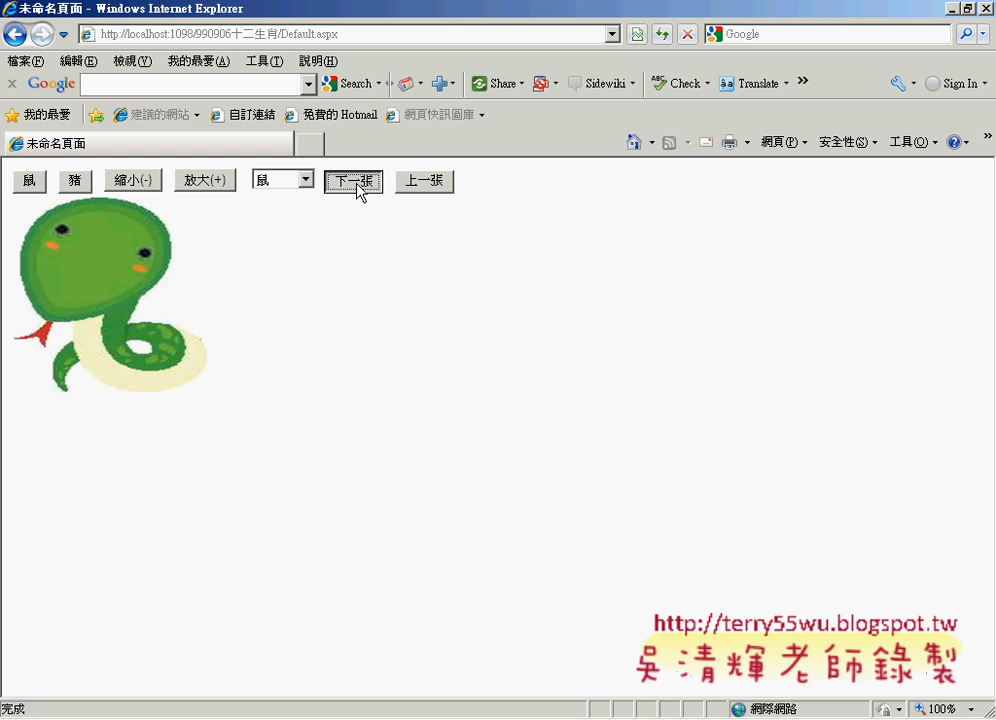 未命名頁面 - Windows Internet Explorer
http://localhost:1098/990906十二生肖/Default.aspx
Google
檔案(F) 編輯(E) 檢視(V) 我的最愛(A) 工具(T) 說明(H)
x Google Search Share Sidewiki Check Translate Sign In
我的最愛 建議的網站 自訂連結 免費的 Hotmail 網頁快訊圖庫
未命名頁面 網頁(P) 安全性(S) 工具(O)
鼠 豬 縮小(-) 放大(+) 鼠 下一張 上一張
http://terry55wu.blogspot.tw
吳清輝老師錄製
完成 網際網路 100%